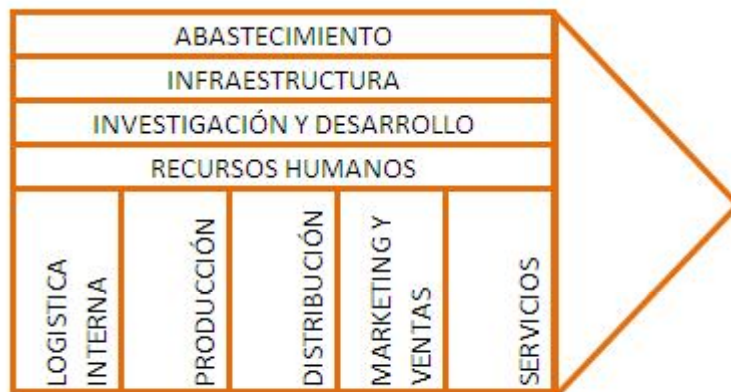 ABASTECIMIENTO
INFRAESTRUCTURA
INVESTIGACIÓN Y DESARROLLO
RECURSOS HUMANOS
LOGISTICA
INTERNA
PRODUCCIÓN
DISTRIBUCIÓN
MARKETING Y
VENTAS
SERVICIOS